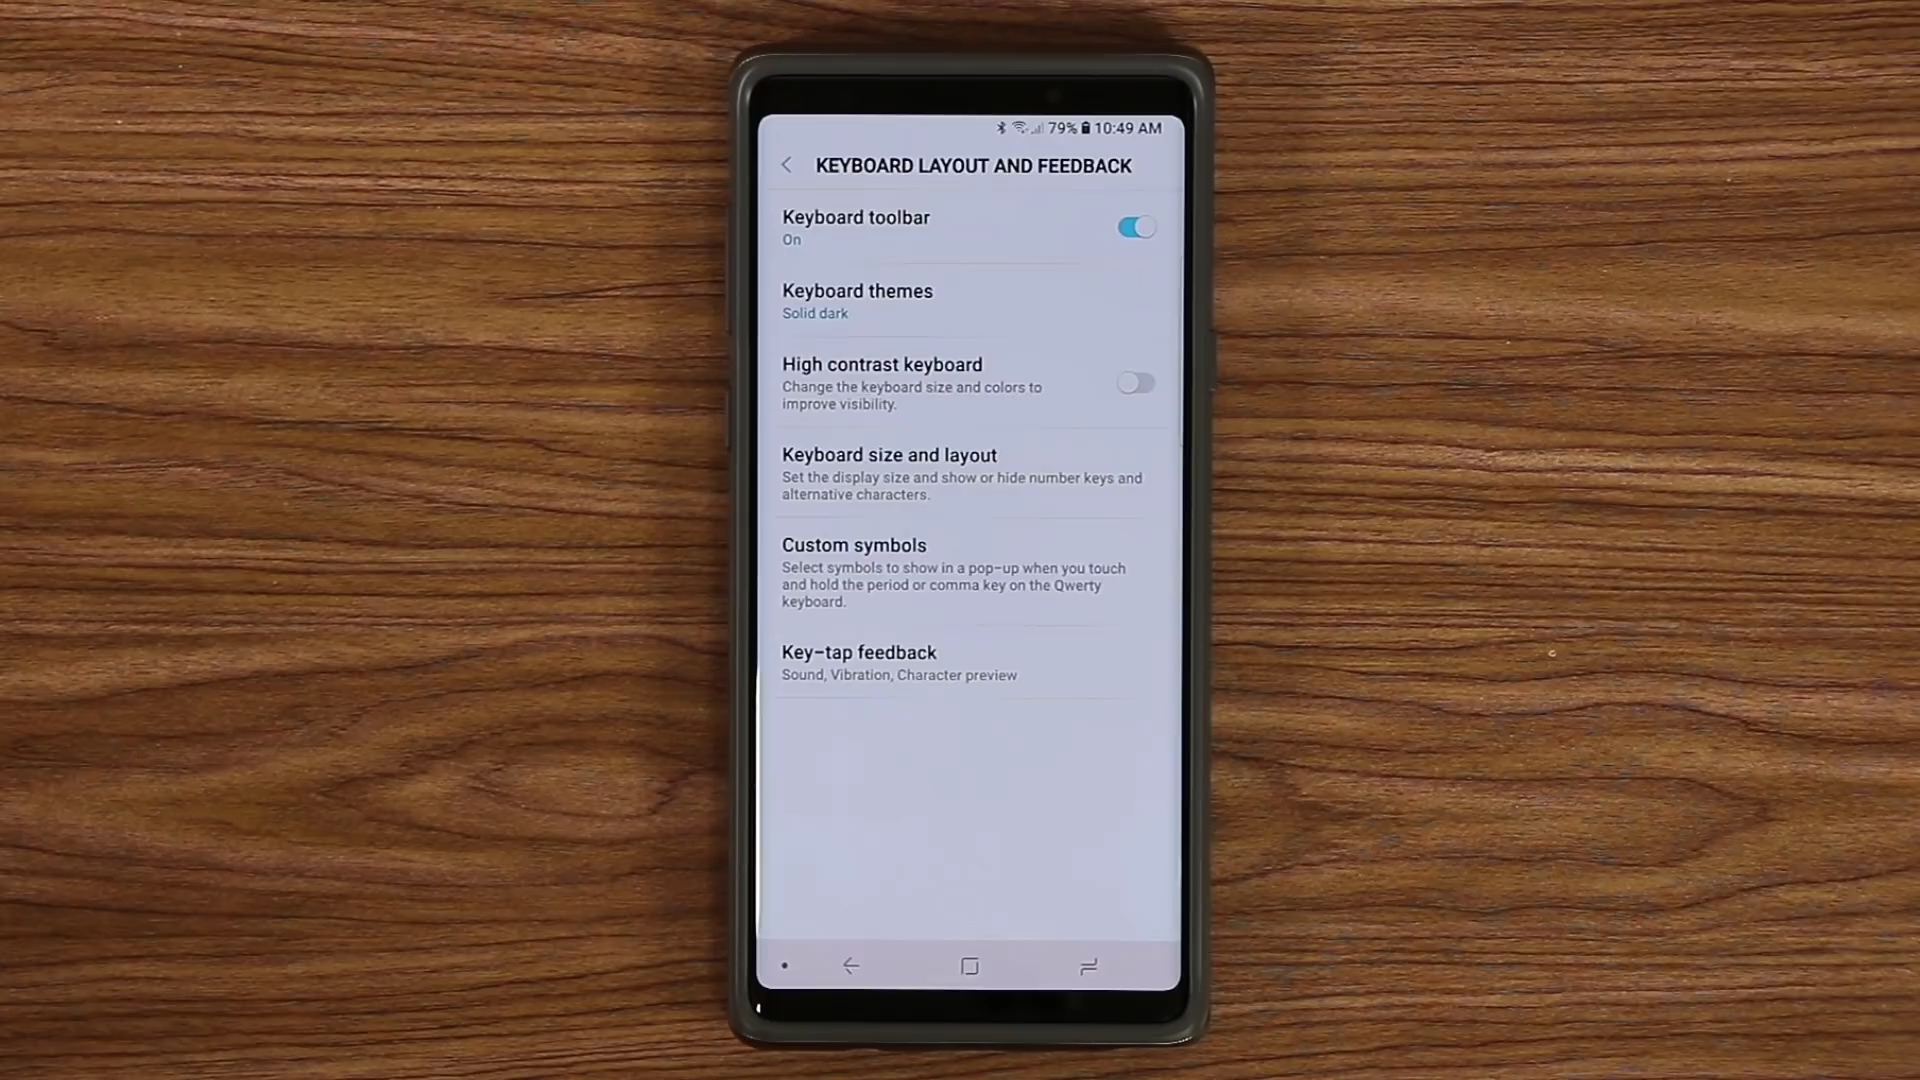 79% 10:49 AM
KEYBOARD LAYOUT AND FEEDBACK
Keyboard toolbar
On
Keyboard themes
Solid dark
High contrast keyboard
Change the keyboard size and colors to
improve visibility.
Keyboard size and layout
Set the display size and show or hide number keys and
alternative characters.
Custom symbols
Select symbols to show in a pop-up when you touch
and hold the period or comma key on the Qwerty
keyboard.
Key-tap feedback
Sound, Vibration, Character preview